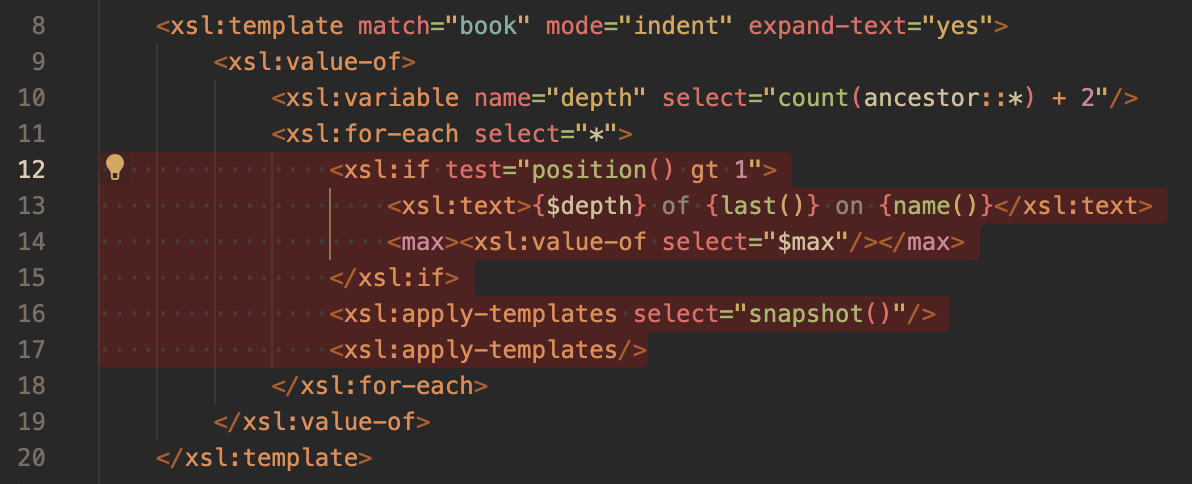 8 <xsl:template match="book" mode="indent" expand-text="yes">
9 <xsl:value-of>
10 <xsl:variable name="depth" select="count(ancestor::*) + 2"/>
11 <xsl:for-each select="*">
12 <xsl:if test="position() gt 1">
13 <xsl:text>{$depth} of {last()} on {name()}</xsl:text>
14 <max><xsl:value-of select="$max"/></max>
15 </xsl:if>
16 <xsl:apply-templates select="snapshot()"/>
17 <xsl:apply-templates/>
18 </xsl:for-each>
19 </xsl:value-of>
20 </xsl:template>